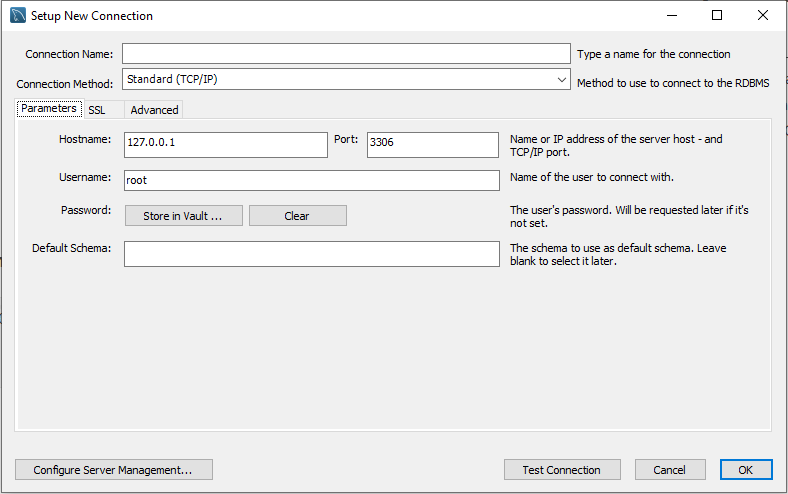 Setup New Connection
Connection Name:
Type a name for the connection
Connection Method:
Standard (TCP/IP)
Method to use to connect to the RDBMS
Parameters
SSL
Advanced
Hostname:
127.0.0.1
Port:
3306
Name or IP address of the server host - and
TCP/IP port.
Username:
root
Name of the user to connect with.
Password:
Store in Vault ...
Clear
The user's password. Will be requested later if it's
not set.
Default Schema:
The schema to use as default schema. Leave
blank to select it later.
Configure Server Management...
Test Connection
Cancel
OK